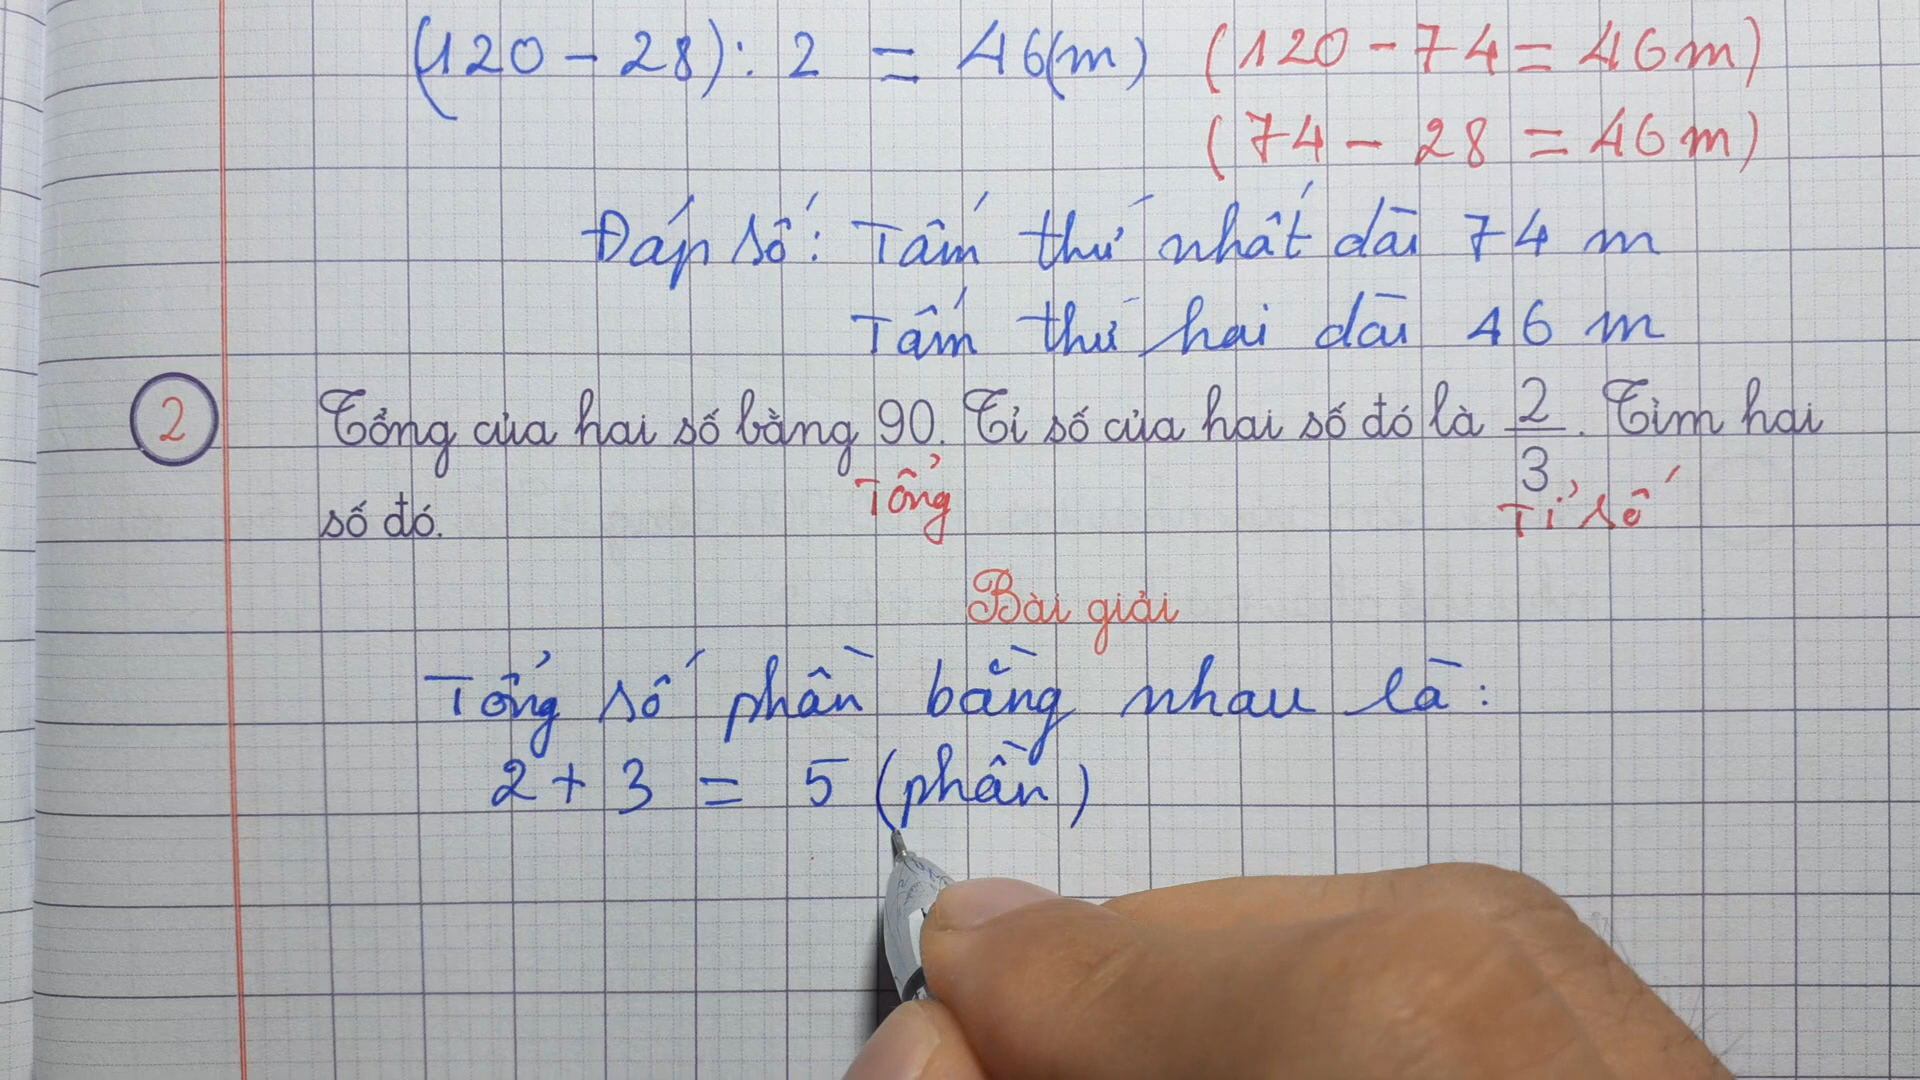 (120 - 28) : 2 = 46(m) (120 - 74 = 46m)
(74 - 28 = 46m)
Đáp số: Tấm thứ nhất dài 74 m
Tấm thứ hai dài 46 m
2 Tổng của hai số bằng 90. Tỉ số của hai số đó là 2/3. Tìm hai
Tổng Tỉ số
số đó.
Bài giải
Tổng số phần bằng nhau là:
2 + 3 = 5 (phần)